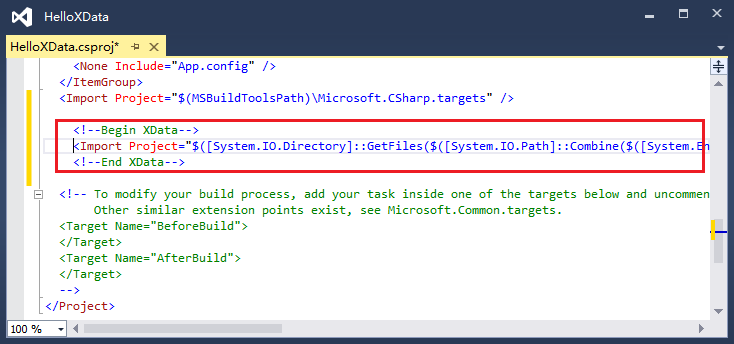 HelloXData
HelloXData.csproj*
<None Include="App.config" />
</ItemGroup>
<Import Project="$(MSBuildToolsPath)\Microsoft.CSharp.targets" />
<!--Begin XData-->
<Import Project="$([System.IO.Directory]::GetFiles($([System.IO.Path]::Combine($([System.En
<!--End XData-->
<!-- To modify your build process, add your task inside one of the targets below and uncommen
Other similar extension points exist, see Microsoft.Common.targets.
<Target Name="BeforeBuild">
</Target>
<Target Name="AfterBuild">
</Target>
-->
</Project>
100 %